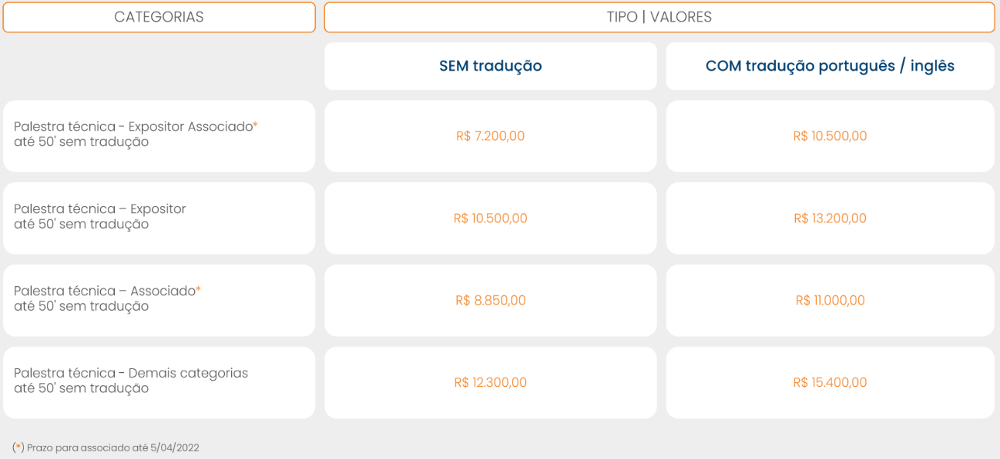 CATEGORIAS
TIPO | VALORES
SEM tradução
COM tradução português / inglês
Palestra técnica - Expositor Associado*
até 50' sem tradução
R$ 7.200,00
R$ 10.500,00
Palestra técnica – Expositor
até 50' sem tradução
R$ 10.500,00
R$ 13.200,00
Palestra técnica – Associado*
até 50' sem tradução
R$ 8.850,00
R$ 11.000,00
Palestra técnica - Demais categorias
até 50' sem tradução
R$ 12.300,00
R$ 15.400,00
(*) Prazo para associado até 5/04/2022